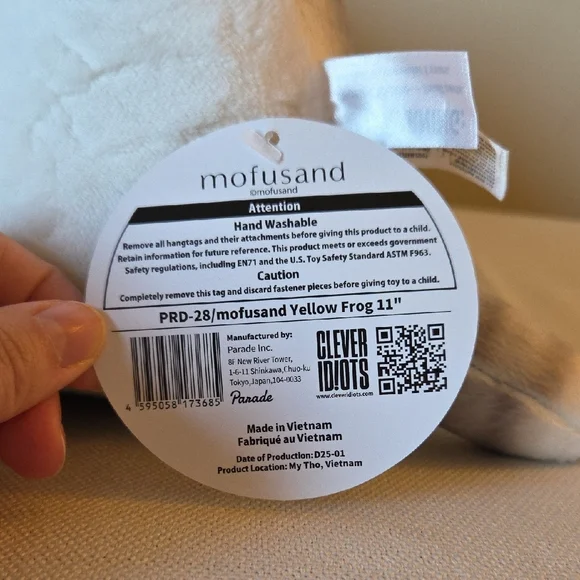 mofusand
©mofusand
Attention
Hand Washable
Remove all hangtags and their attachments before giving this product to a child.
Retain information for future reference. This product meets or exceeds government
Safety regulations, including EN71 and the U.S. Toy Safety Standard ASTM F963.
Caution
Completely remove this tag and discard fastener pieces before giving toy to a child.
PRD-28/mofusand Yellow Frog 11"
4 595058 173685
Manufactured by:
Parade Inc.
8F New River Tower,
1-6-11 Shinkawa,Chuo-ku
Tokyo,Japan,104-0033
Parade
CLEVER
IDIOTS
www.cleveridiots.com
Made in Vietnam
Fabriqué au Vietnam
Date of Production: D25-01
Product Location: My Tho, Vietnam